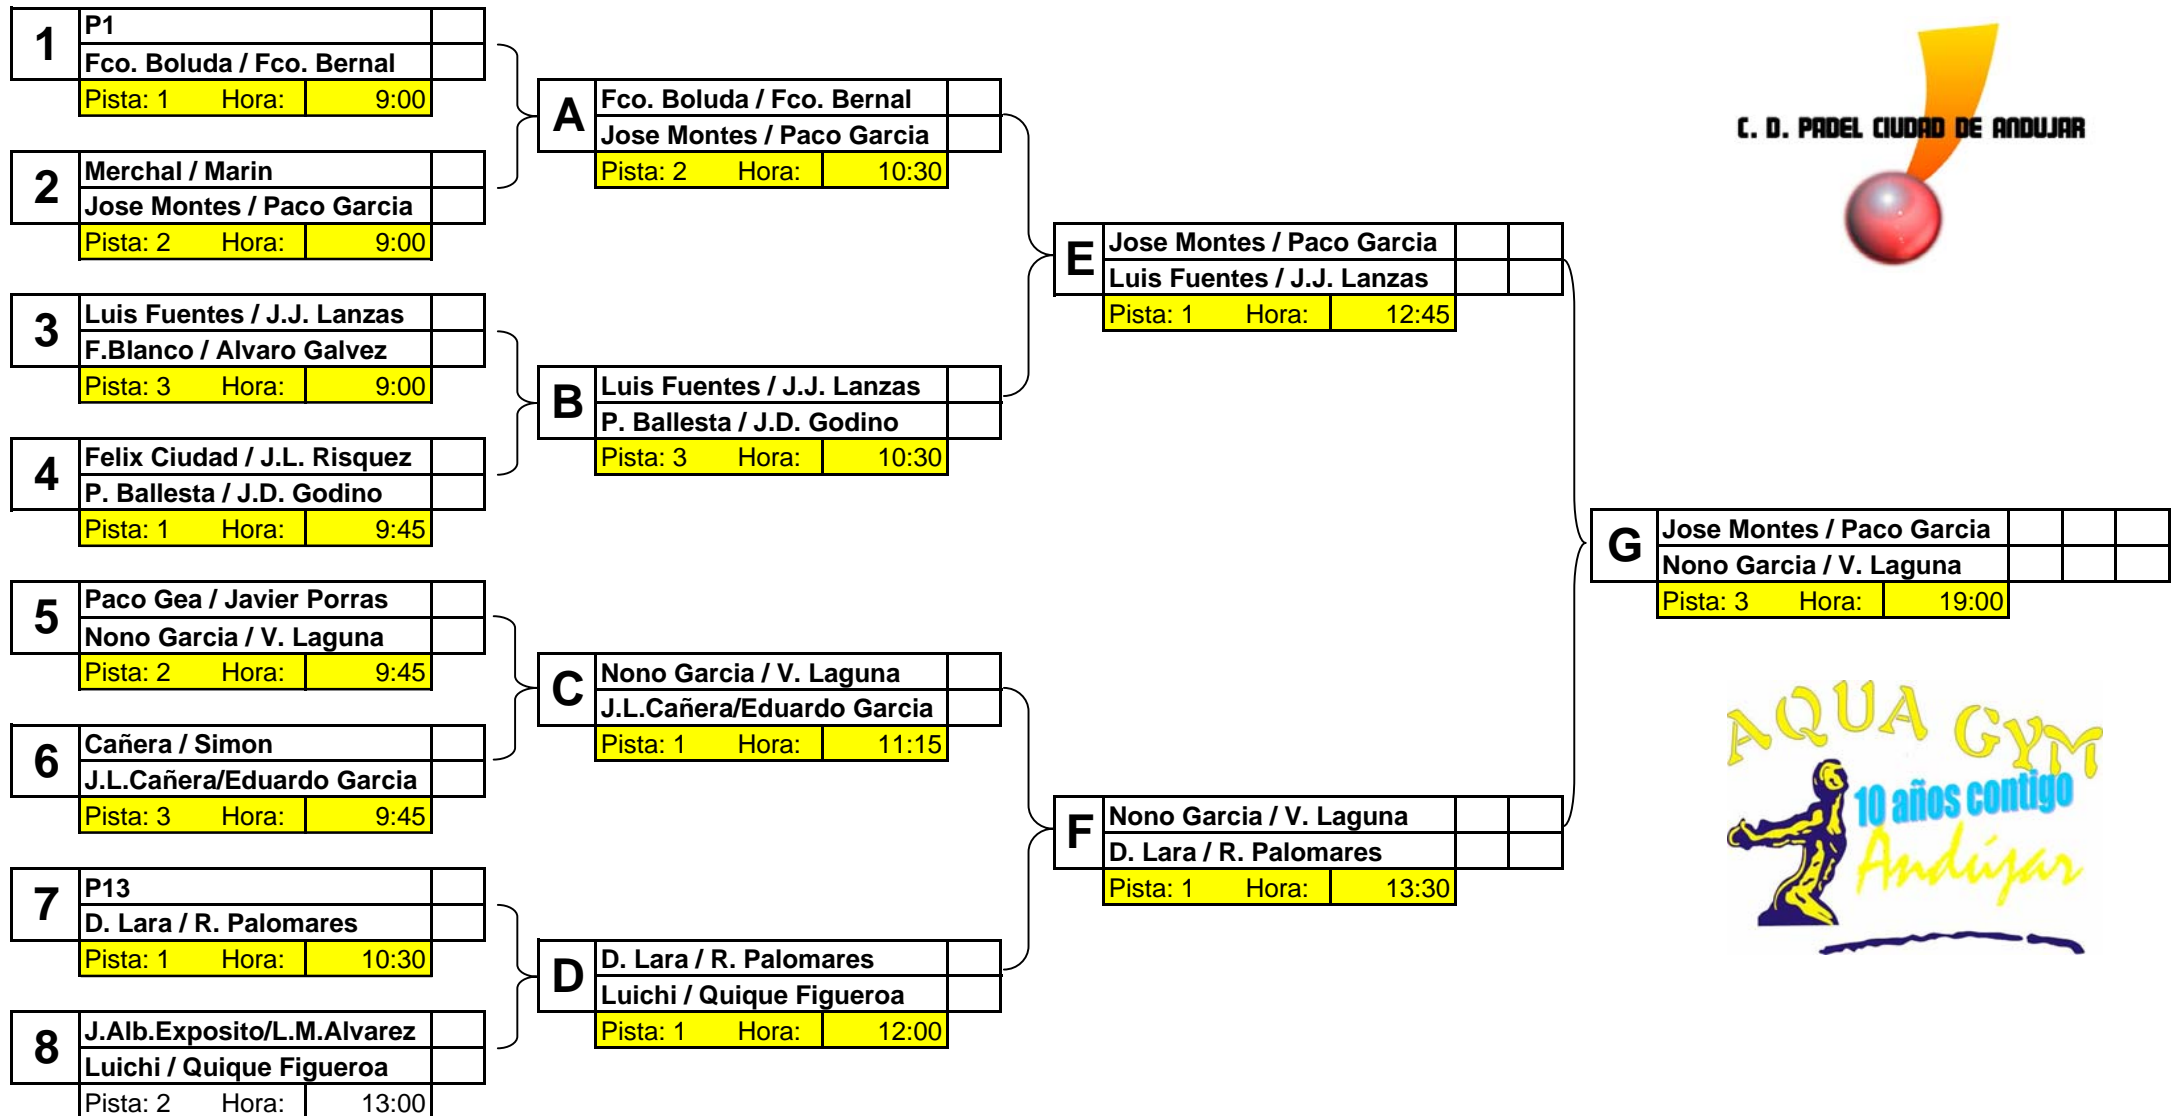 1
P1
Fco. Boluda / Fco. Bernal
Pista: 1 Hora: 9:00
2
Merchal / Marin
Jose Montes / Paco Garcia
Pista: 2 Hora: 9:00
3
Luis Fuentes / J.J. Lanzas
F.Blanco / Alvaro Galvez
Pista: 3 Hora: 9:00
4
Felix Ciudad / J.L. Risquez
P. Ballesta / J.D. Godino
Pista: 1 Hora: 9:45
5
Paco Gea / Javier Porras
Nono Garcia / V. Laguna
Pista: 2 Hora: 9:45
6
Cañera / Simon
J.L.Cañera/Eduardo Garcia
Pista: 3 Hora: 9:45
7
P13
D. Lara / R. Palomares
Pista: 1 Hora: 10:30
8
J.Alb.Exposito/L.M.Alvarez
Luichi / Quique Figueroa
Pista: 2 Hora: 13:00
A
Fco. Boluda / Fco. Bernal
Jose Montes / Paco Garcia
Pista: 2 Hora: 10:30
B
Luis Fuentes / J.J. Lanzas
P. Ballesta / J.D. Godino
Pista: 3 Hora: 10:30
C
Nono Garcia / V. Laguna
J.L.Cañera/Eduardo Garcia
Pista: 1 Hora: 11:15
D
D. Lara / R. Palomares
Luichi / Quique Figueroa
Pista: 1 Hora: 12:00
E
Jose Montes / Paco Garcia
Luis Fuentes / J.J. Lanzas
Pista: 1 Hora: 12:45
F
Nono Garcia / V. Laguna
D. Lara / R. Palomares
Pista: 1 Hora: 13:30
G
Jose Montes / Paco Garcia
Nono Garcia / V. Laguna
Pista: 3 Hora: 19:00
C. D. PADEL CIUDAD DE ANDUJAR
AQUA GYM
10 años contigo
Andújar